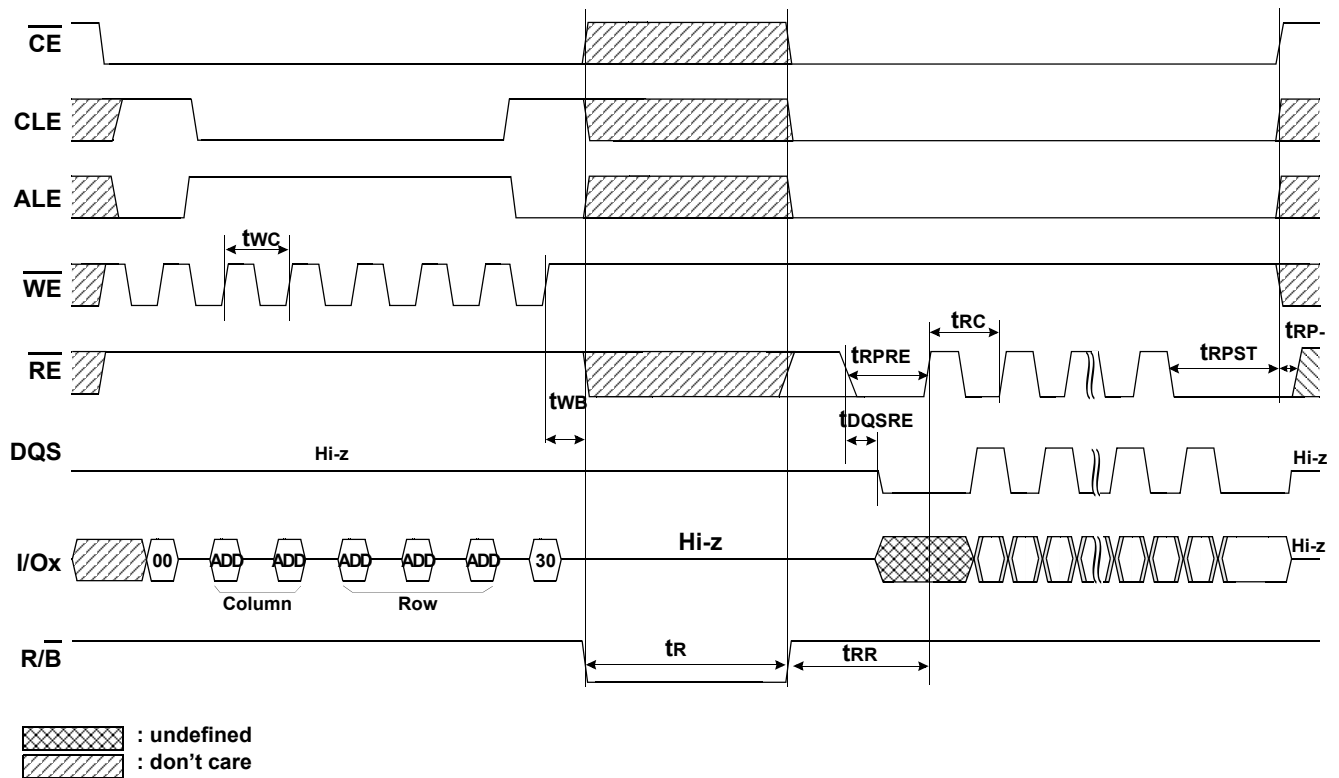 CE
CLE
ALE
tWC
WE
tRC
tRP-
tRPRE
tRPST
RE
tWB
tDQSRE
DQS
Hi-z
Hi-z
Hi-z
I/Ox
00
ADD
ADD
ADD
ADD
ADD
30
Hi-z
Column
Row
R/B
tR
tRR
: undefined
: don't care